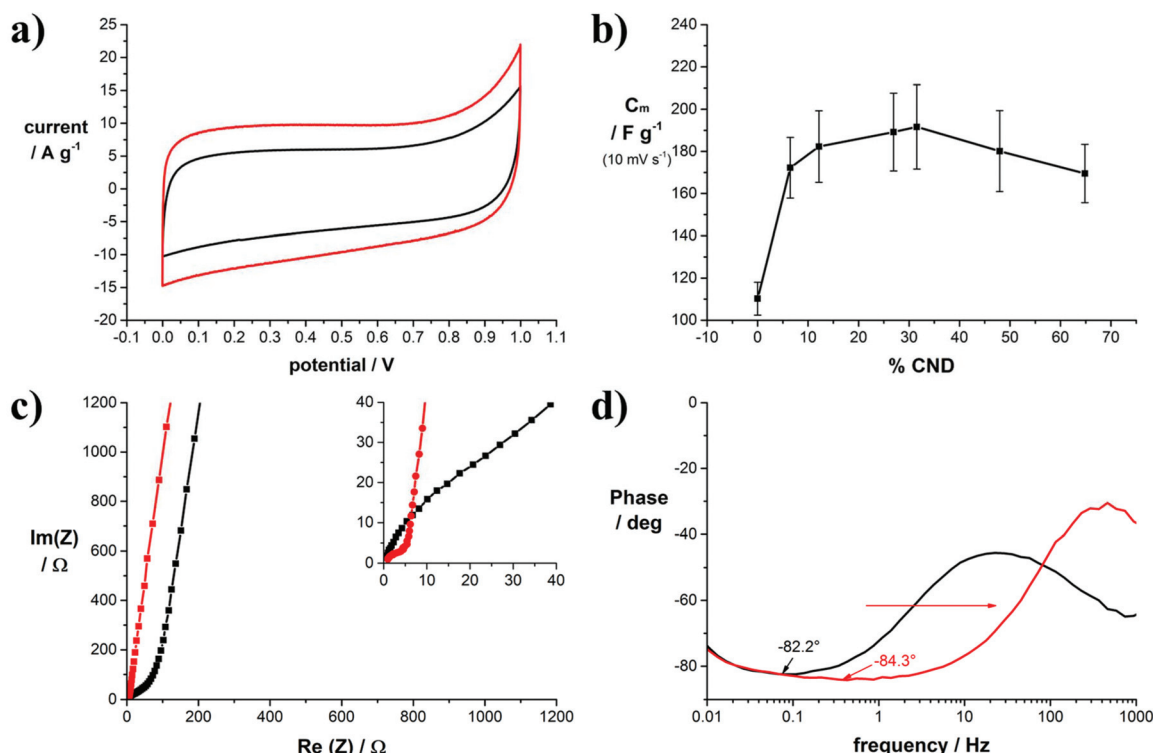 a)
current
/ A g⁻¹
25
20
15
10
5
0
-5
-10
-15
-20
-0.1 0.0 0.1 0.2 0.3 0.4 0.5 0.6 0.7 0.8 0.9 1.0 1.1
potential / V
b)
Cm
/ F g⁻¹
(10 mV s⁻¹)
240
220
200
180
160
140
120
100
-10 0 10 20 30 40 50 60 70
% CND
c)
Im(Z)
/ Ω
1200
1000
800
600
400
200
0
0 200 400 600 800 1000 1200
Re (Z) / Ω
40
30
20
10
0
0 10 20 30 40
d)
Phase
/ deg
0
-20
-40
-60
-80
-82.2°
-84.3°
0.01 0.1 1 10 100 1000
frequency / Hz